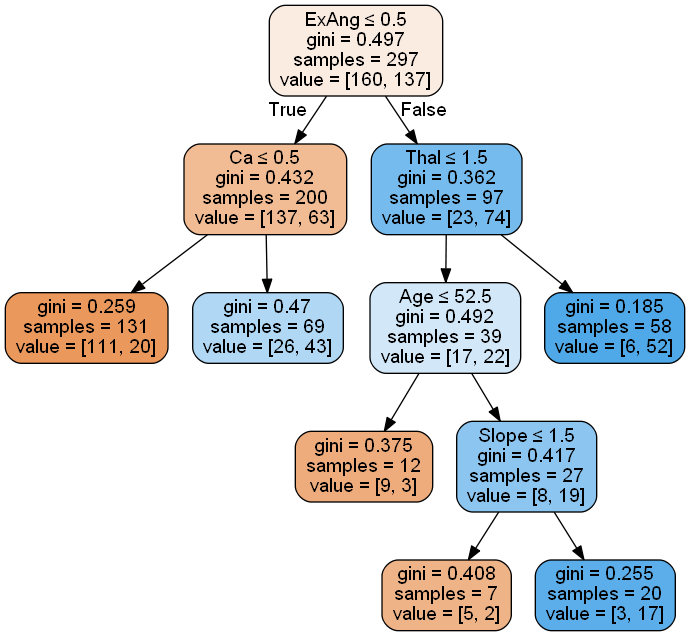 ExAng ≤ 0.5
gini = 0.497
samples = 297
value = [160, 137]
True
False
Ca ≤ 0.5
gini = 0.432
samples = 200
value = [137, 63]
Thal ≤ 1.5
gini = 0.362
samples = 97
value = [23, 74]
gini = 0.259
samples = 131
value = [111, 20]
gini = 0.47
samples = 69
value = [26, 43]
Age ≤ 52.5
gini = 0.492
samples = 39
value = [17, 22]
gini = 0.185
samples = 58
value = [6, 52]
gini = 0.375
samples = 12
value = [9, 3]
Slope ≤ 1.5
gini = 0.417
samples = 27
value = [8, 19]
gini = 0.408
samples = 7
value = [5, 2]
gini = 0.255
samples = 20
value = [3, 17]